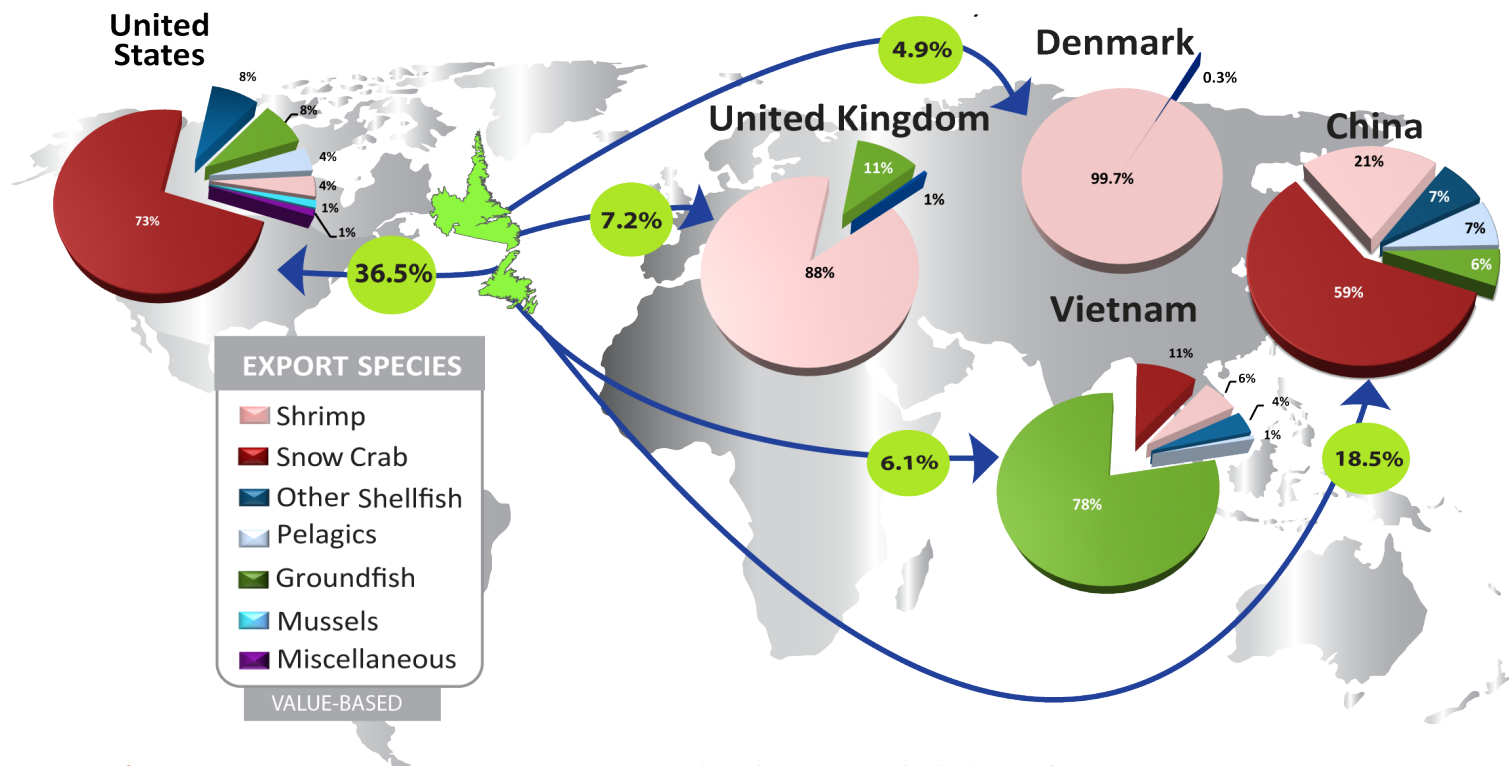 United
States
8%
8%
4%
4%
1%
1%
73%
36.5%
4.9%
Denmark
0.3%
99.7%
United Kingdom
11%
1%
88%
7.2%
China
21%
7%
7%
6%
59%
18.5%
Vietnam
11%
6%
4%
1%
78%
6.1%
EXPORT SPECIES
Shrimp
Snow Crab
Other Shellfish
Pelagics
Groundfish
Mussels
Miscellaneous
VALUE-BASED